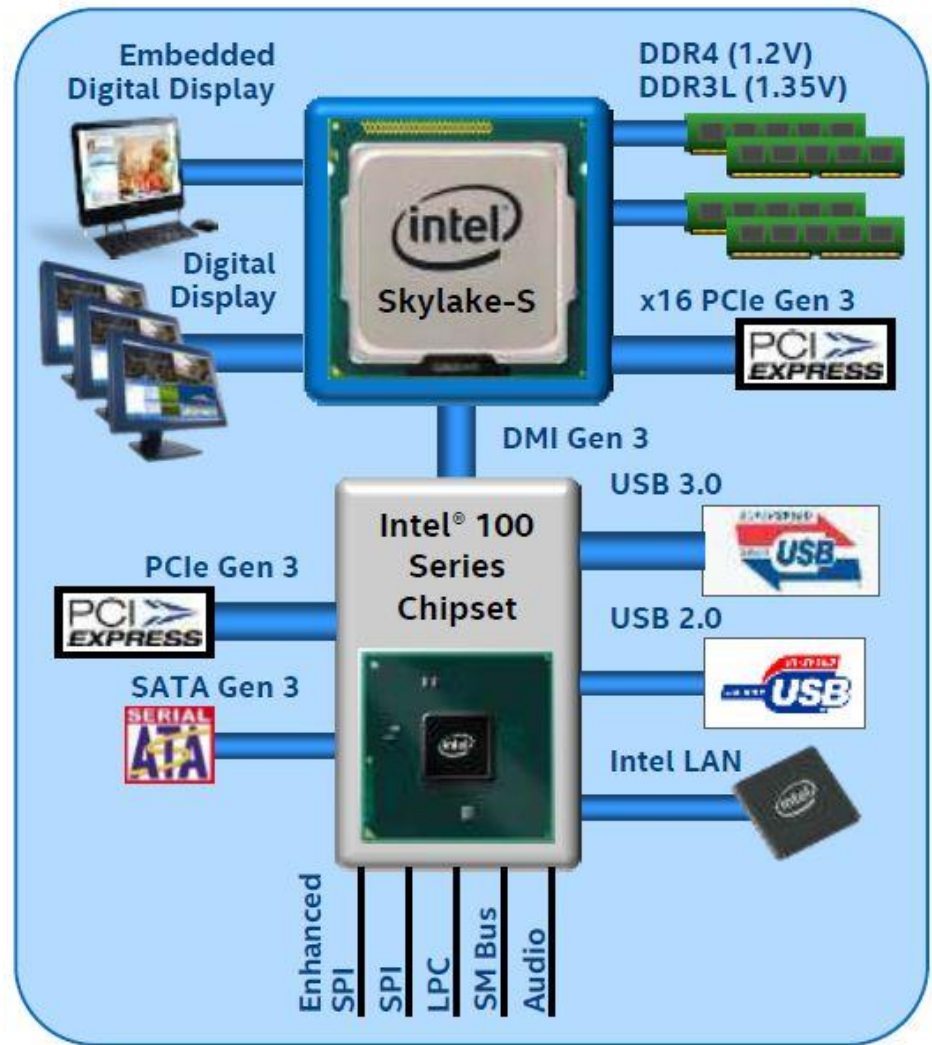 Embedded
Digital Display
DDR4 (1.2V)
DDR3L (1.35V)
intel
Skylake-S
Digital
Display
x16 PCIe Gen 3
PCI
EXPRESS
DMI Gen 3
USB 3.0
Intel® 100
Series
Chipset
USB
PCIe Gen 3
PCI
EXPRESS
USB 2.0
USB
SATA Gen 3
SERIAL
ATA
intel
Intel LAN
intel
Enhanced
SPI
SPI
LPC
SM Bus
Audio